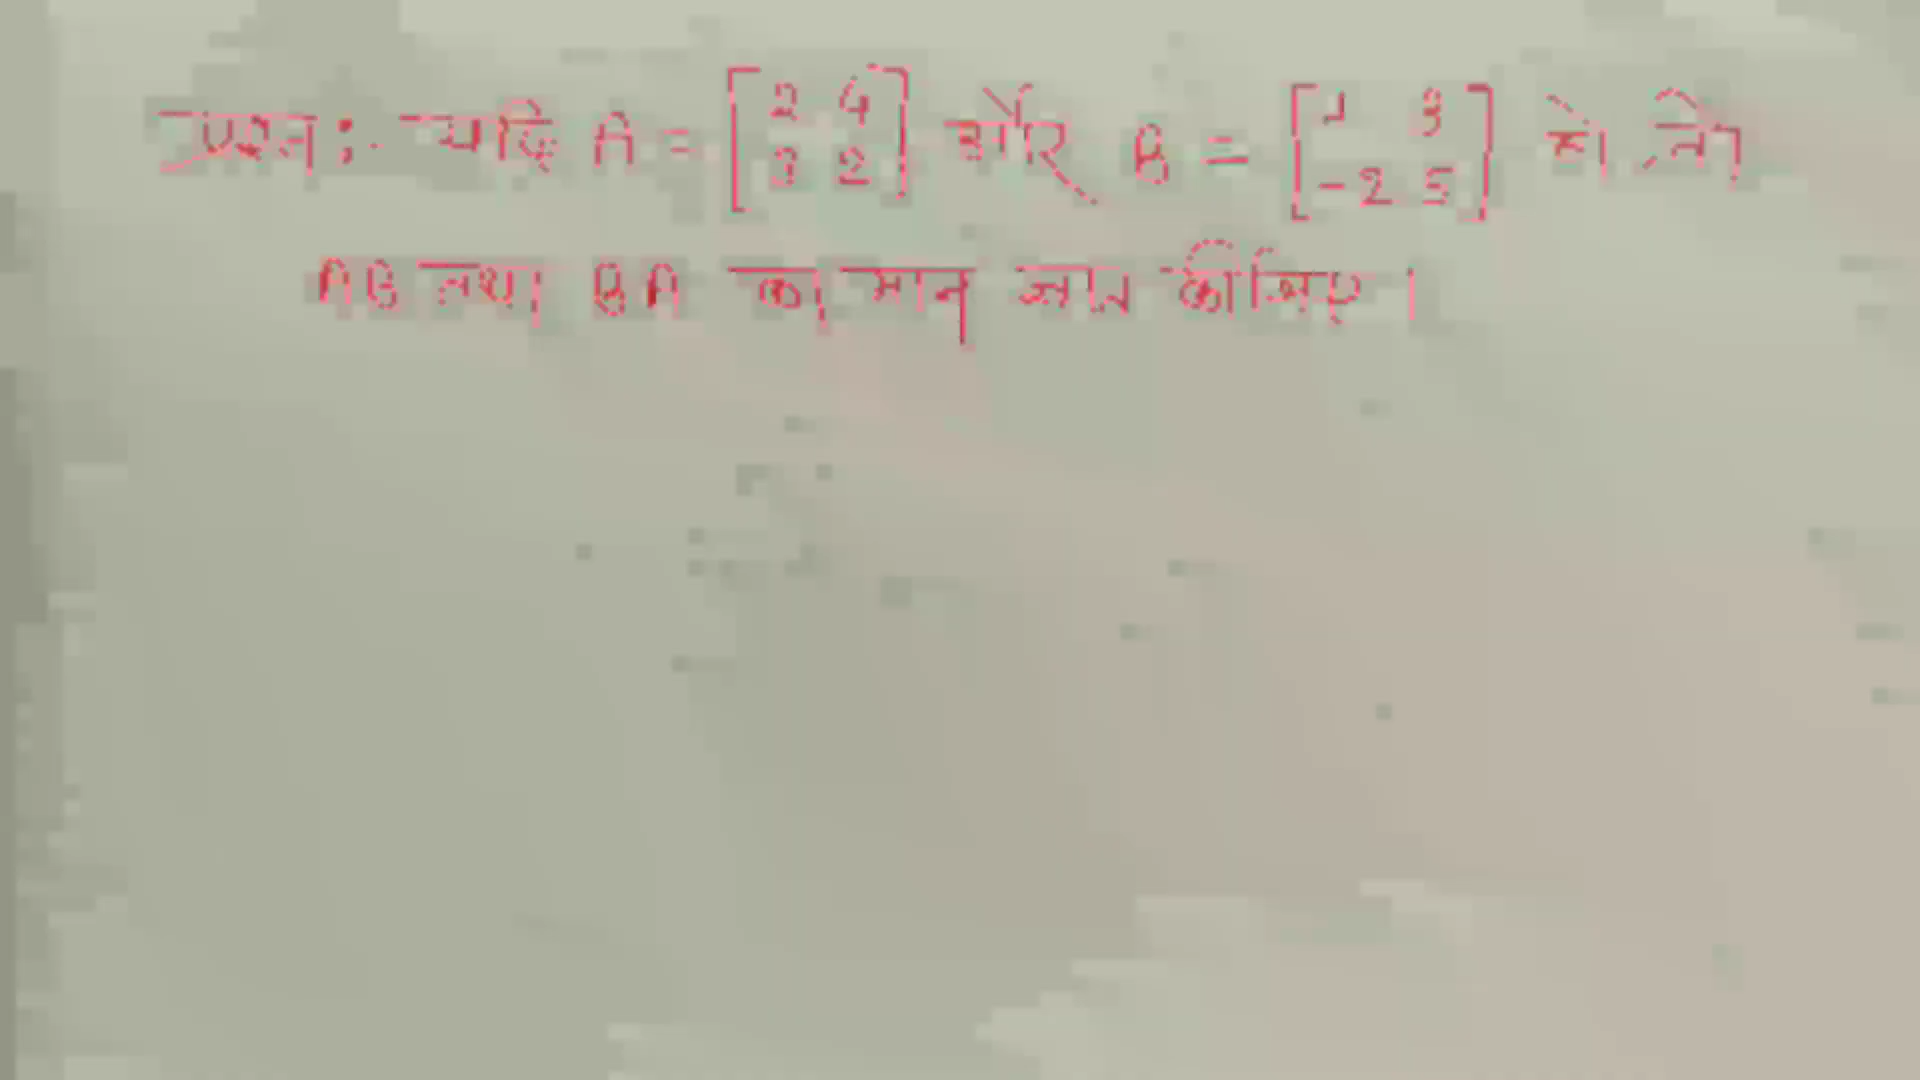 प्रश्न:- यदि A = [2 4 और B = [1 3 हो तो
3 2] -2 5]
AB तथा BA का मान ज्ञात कीजिए।